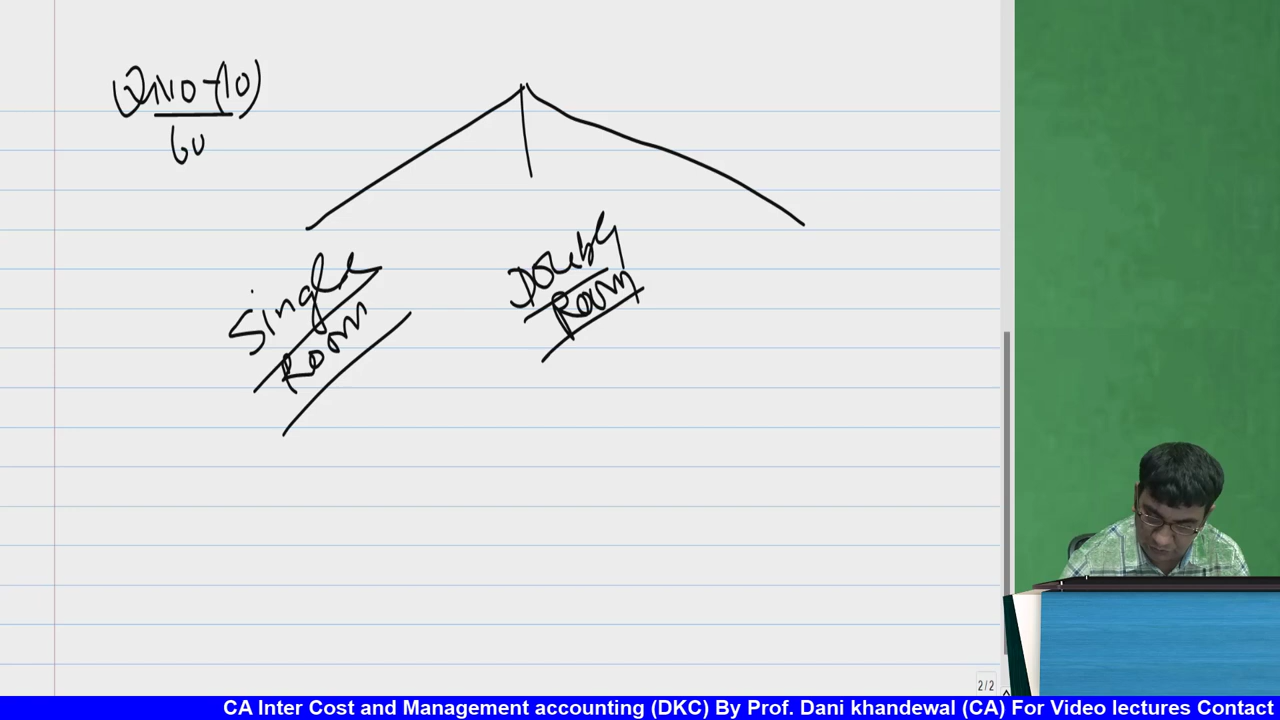 (QNO-10)
60
Single
Room
Double
Room
2/2
CA Inter Cost and Management accounting (DKC) By Prof. Dani khandewal (CA) For Video lectures Contact